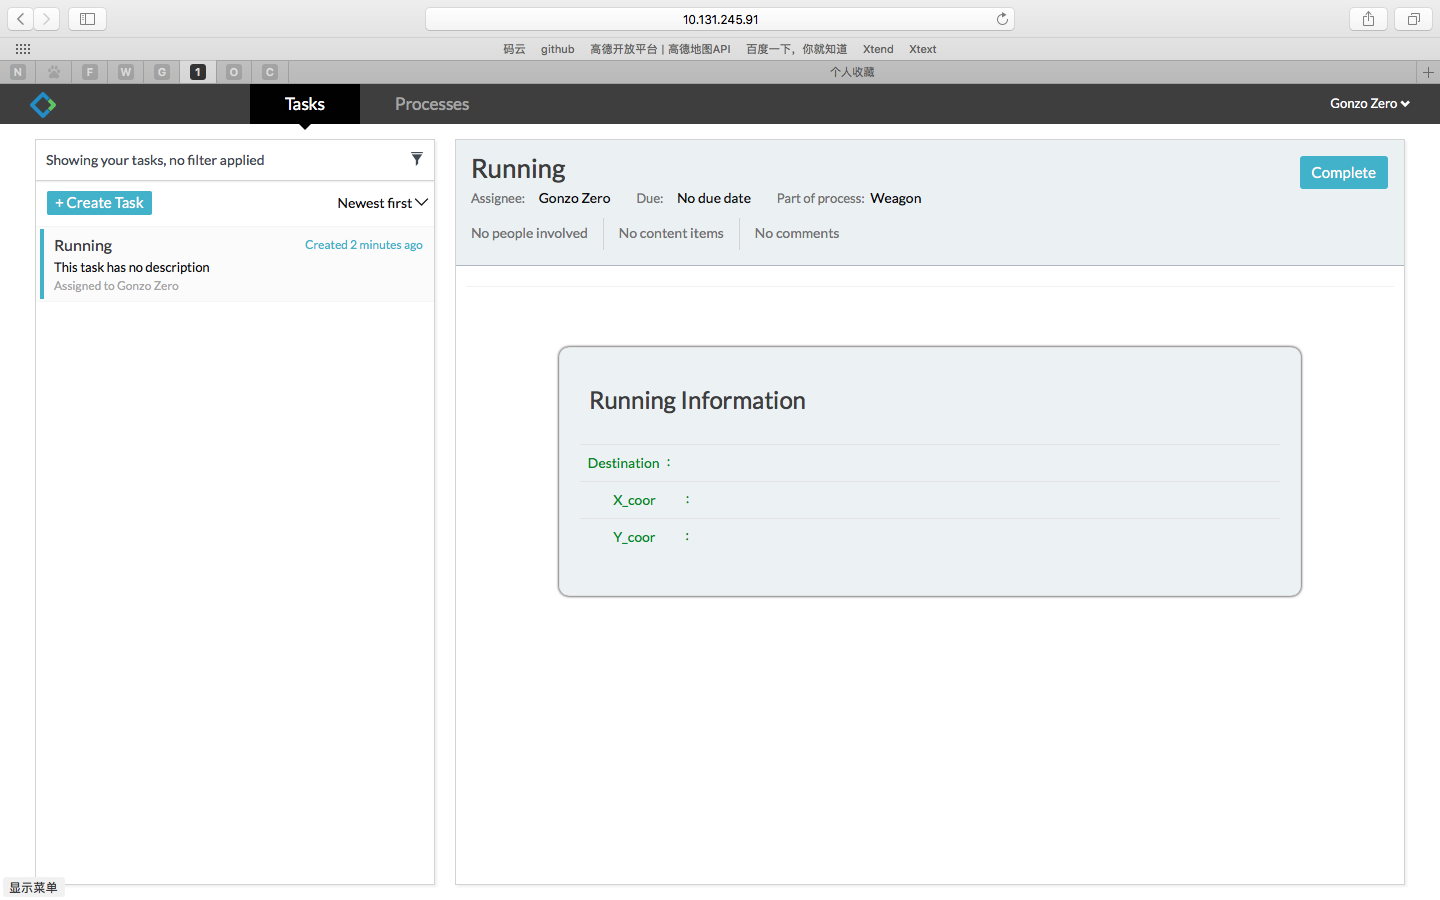 10.131.245.91
码云 github 高德开放平台 | 高德地图API 百度一下，你就知道 Xtend Xtext
N F W G 1 O C 个人收藏
Tasks Processes Gonzo Zero
Showing your tasks, no filter applied
+ Create Task Newest first
Running Created 2 minutes ago
This task has no description
Assigned to Gonzo Zero
Running Complete
Assignee: Gonzo Zero Due: No due date Part of process: Weagon
No people involved No content items No comments
Running Information
Destination :
X_coor :
Y_coor :
显示菜单